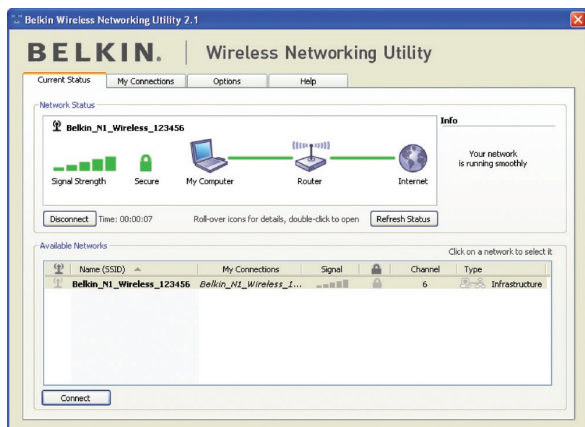 Belkin Wireless Networking Utility 2.1
BELKIN. | Wireless Networking Utility
Current Status My Connections Options Help
Network Status
Belkin_N1_Wireless_123456
Signal Strength Secure My Computer Router Internet
Info
Your network
is running smoothly
Disconnect Time: 00:00:07 Roll-over icons for details, double-click to open Refresh Status
Available Networks
Click on a network to select it
Name (SSID) My Connections Signal Channel Type
Belkin_N1_Wireless_123456 Belkin_N1_Wireless_1... 6 Infrastructure
Connect